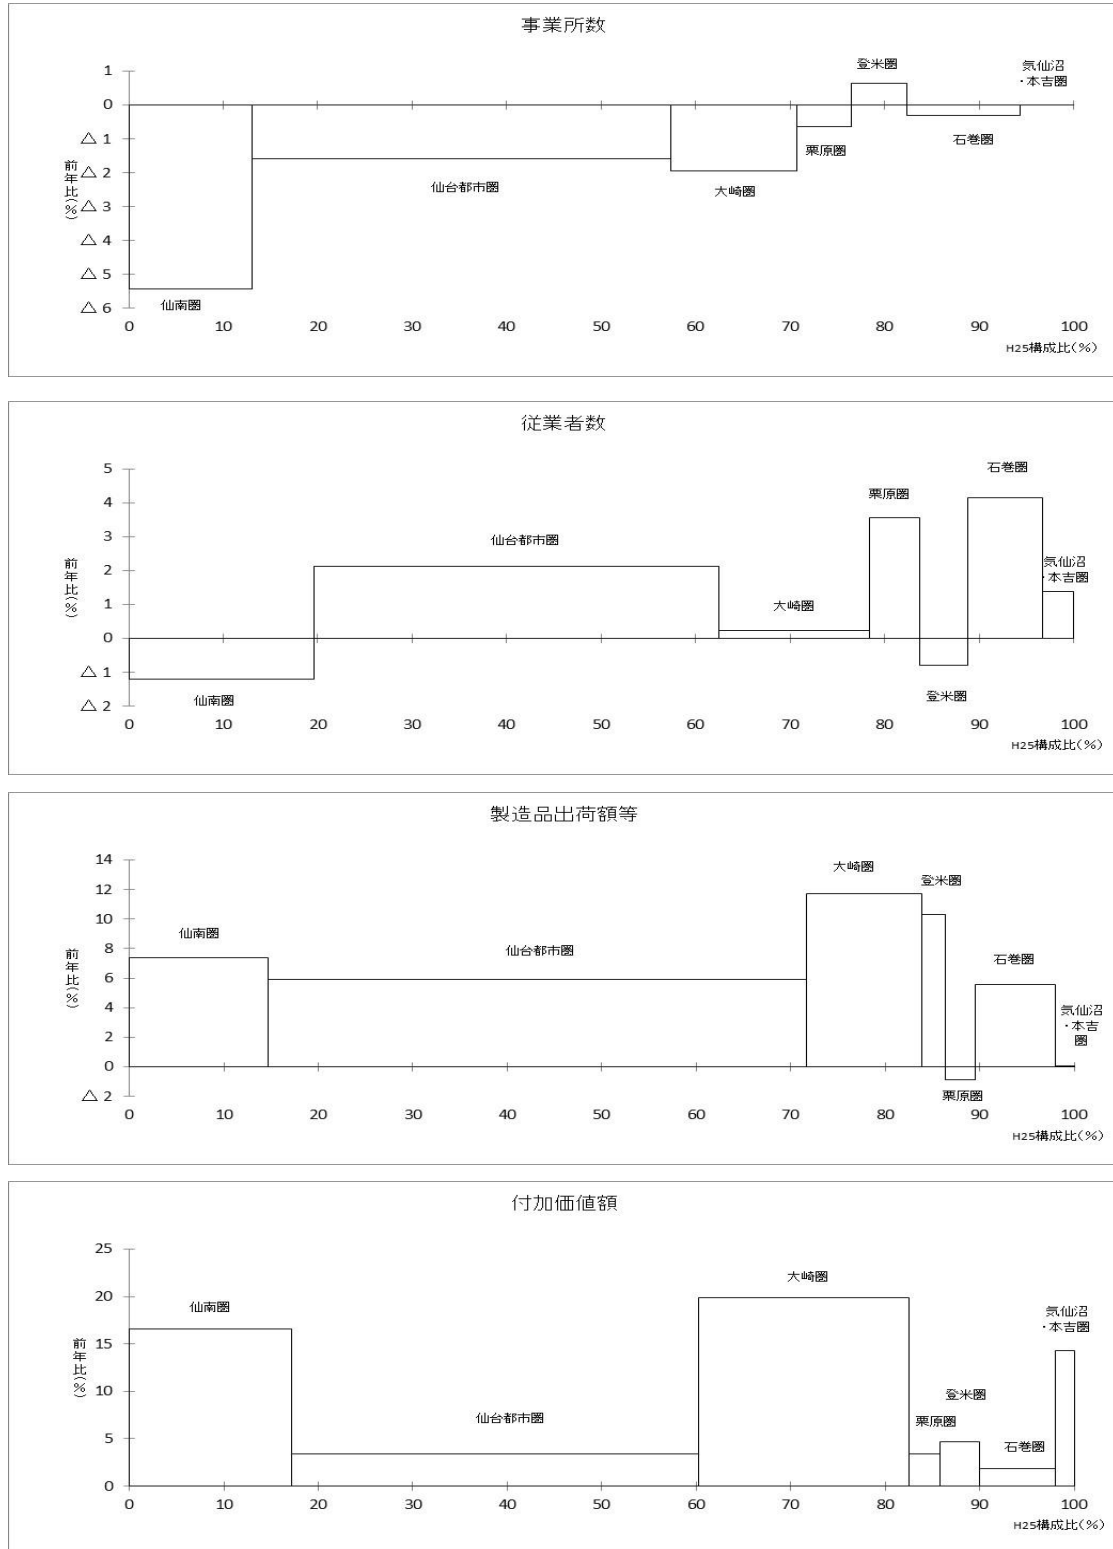 事業所数
登米圏
気仙沼
・本吉圏
1
0
△ 1
△ 2
△ 3
△ 4
△ 5
△ 6
前年比(%)
栗原圏
石巻圏
仙台都市圏
大崎圏
仙南圏
0 10 20 30 40 50 60 70 80 90 100
H25構成比(%)
従業者数
石巻圏
栗原圏
5
4
3
2
1
0
△ 1
△ 2
前年比(%)
仙台都市圏
気仙沼
・本吉圏
大崎圏
仙南圏
登米圏
0 10 20 30 40 50 60 70 80 90 100
H25構成比(%)
製造品出荷額等
14
12
10
8
6
4
2
0
△ 2
前年比(%)
大崎圏
登米圏
仙南圏
仙台都市圏
石巻圏
気仙沼
・本吉
圏
栗原圏
0 10 20 30 40 50 60 70 80 90 100
H25構成比(%)
付加価値額
25
20
15
10
5
0
前年比(%)
大崎圏
仙南圏
気仙沼
・本吉圏
登米圏
仙台都市圏
栗原圏
石巻圏
0 10 20 30 40 50 60 70 80 90 100
H25構成比(%)